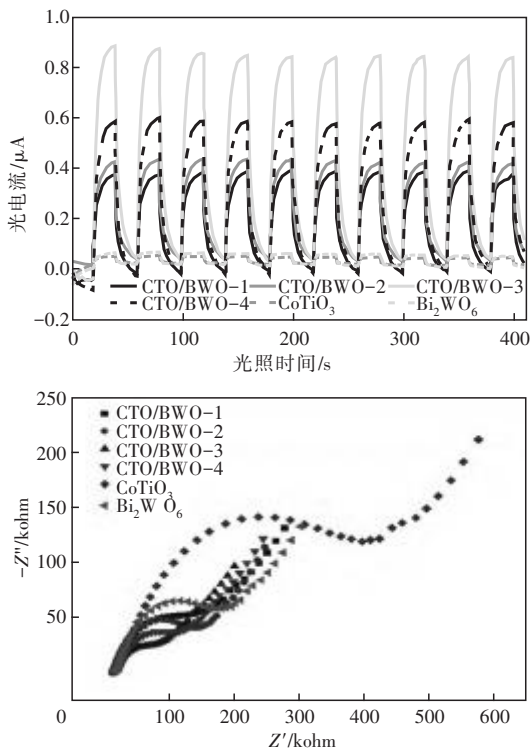 1.0
0.8
0.6
0.4
0.2
0.0
-0.2
光电流/μA
CTO/BWO-1 CTO/BWO-2 CTO/BWO-3
CTO/BWO-4 CoTiO₃ Bi₂WO₆
0 100 200 300 400
光照时间/s
250
200
150
100
50
-Z''/kohm
CTO/BWO-1
CTO/BWO-2
CTO/BWO-3
CTO/BWO-4
CoTiO₃
Bi₂W O₆
0 100 200 300 400 500 600
Z'/kohm